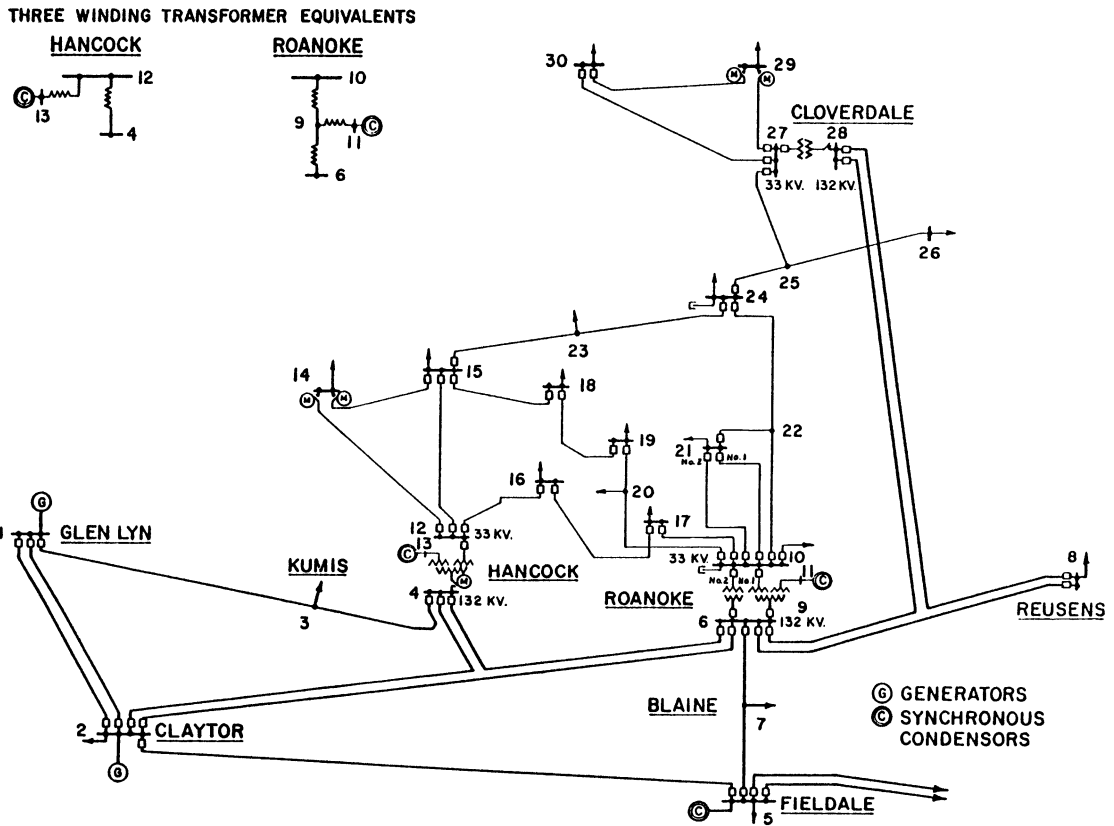 THREE WINDING TRANSFORMER EQUIVALENTS
HANCOCK
ROANOKE
12
10
C
13
4
9
C
11
6
30
29
M
M
CLOVERDALE
27
28
33 KV.
132 KV.
26
25
24
23
14
15
M
M
18
19
22
21
No.2
No.1
16
20
17
G
1
GLEN LYN
12
33 KV.
13
C
HANCOCK
M
4
132 KV.
KUMIS
3
33 KV.
10
No.2
No.1
11
C
ROANOKE
9
6
132 KV.
8
REUSENS
BLAINE
7
G GENERATORS
C SYNCHRONOUS
CONDENSORS
2
CLAYTOR
G
C
5
FIELDALE